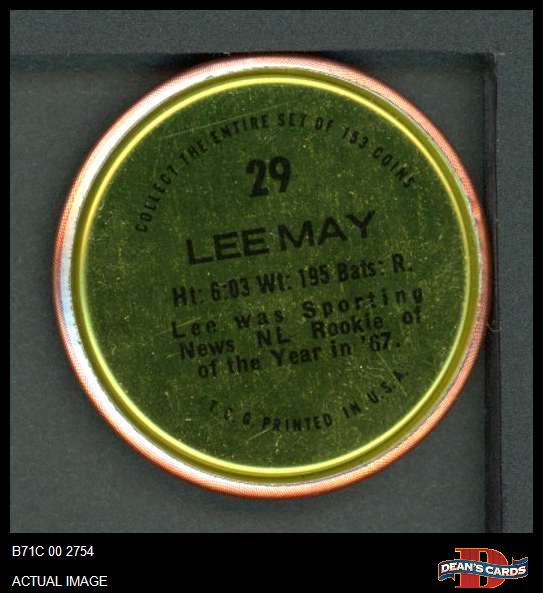 COLLECT THE ENTIRE SET OF 153 COINS
29
LEE MAY
Ht: 6:03 Wt: 195 Bats: R.
Lee was Sporting
News NL Rookie of
of the Year in '67.
T.C.G. PRINTED IN U.S.A.
B71C 00 2754
ACTUAL IMAGE
D
DEAN'S CARDS